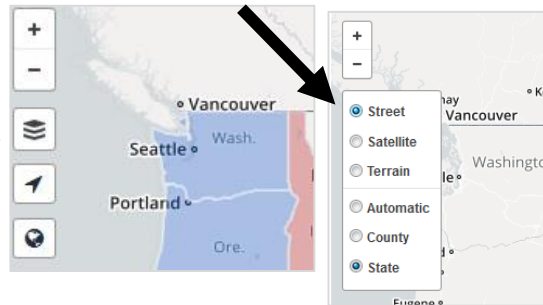 +
−
Vancouver
Wash.
Seattle
Portland
Ore.
+
−
Street
Vancouver
Satellite
Washingto
Terrain
Automatic
County
State
Eugene